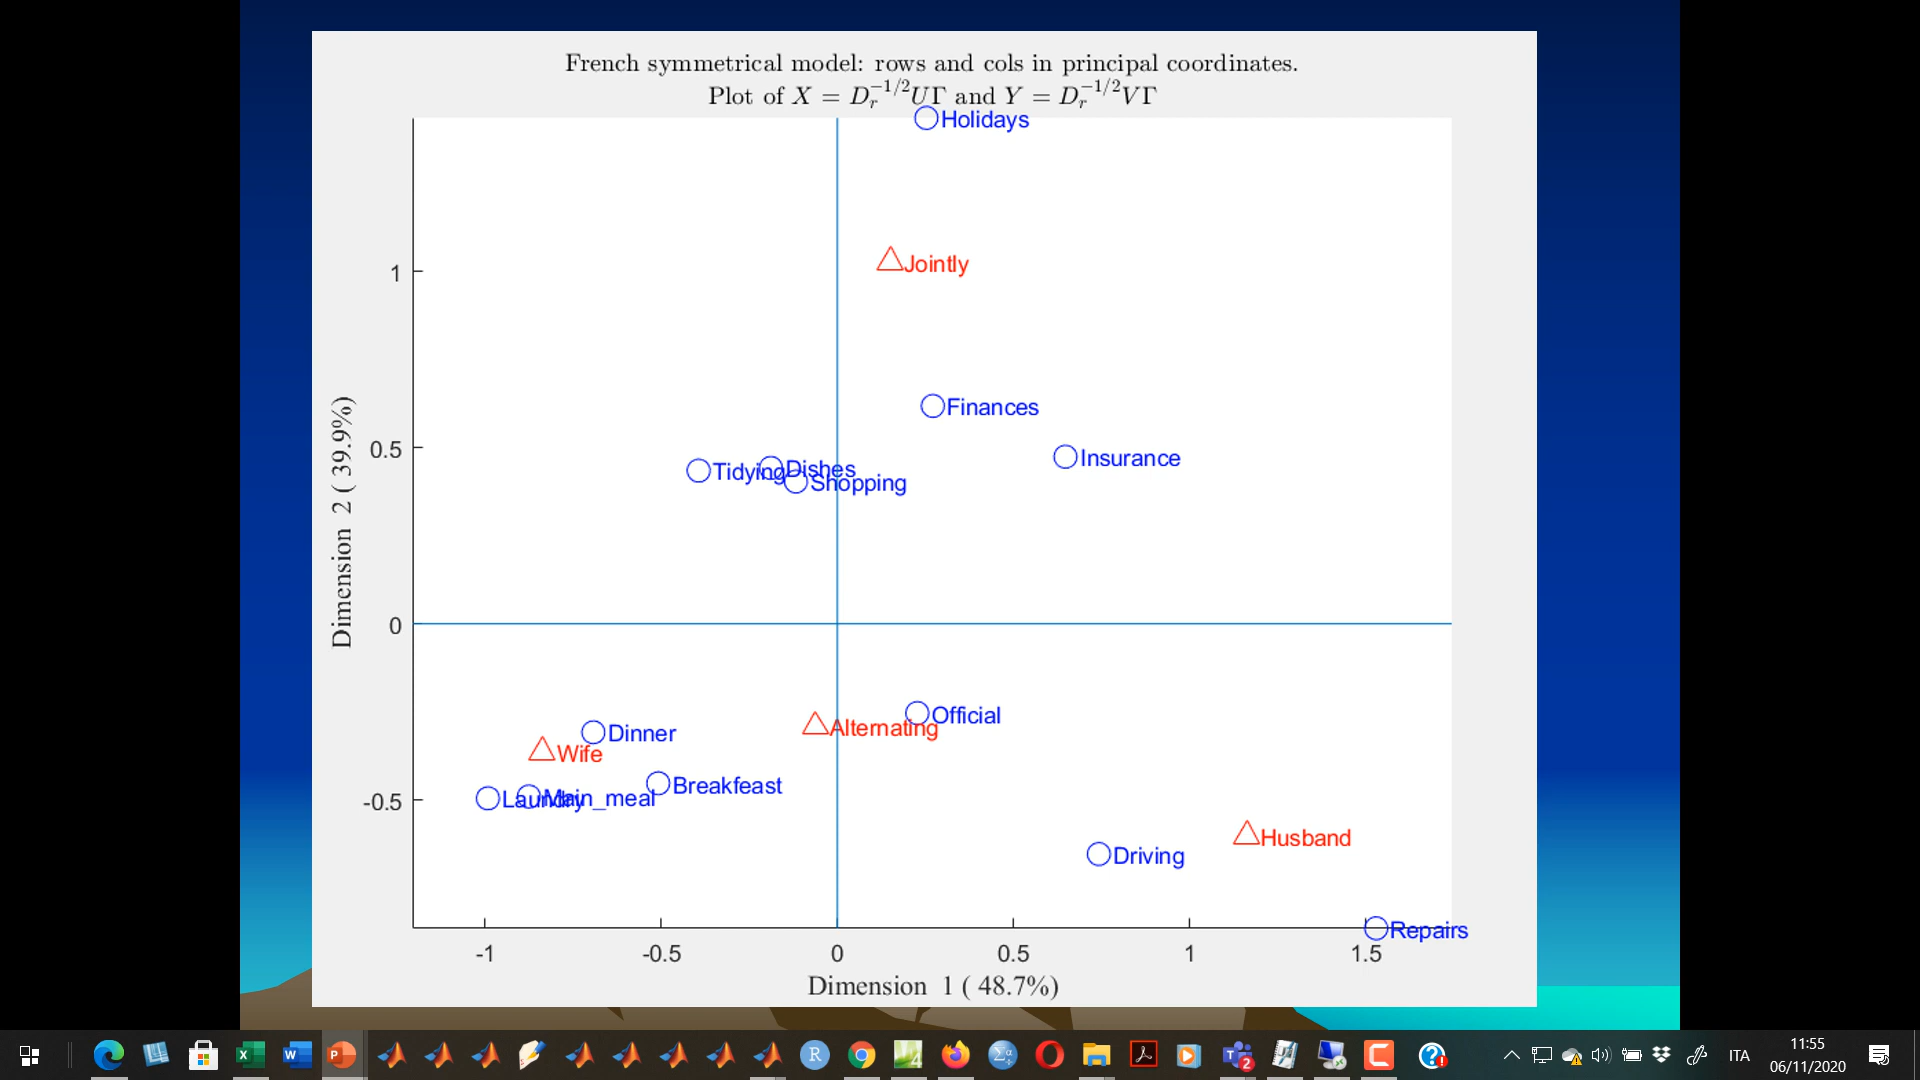 French symmetrical model: rows and cols in principal coordinates.
Plot of X = D_r^{-1/2}UΓ and Y = D_r^{-1/2}VΓ
Holidays
Jointly
1
Finances
0.5
Insurance
Tidying
Dishes
Shopping
Dimension 2 ( 39.9%)
0
Official
Alternating
Dinner
Wife
Breakfeast
-0.5
Laundry
Main_meal
Husband
Driving
Repairs
-1 -0.5 0 0.5 1 1.5
Dimension 1 ( 48.7%)
ITA
11:55
06/11/2020
2